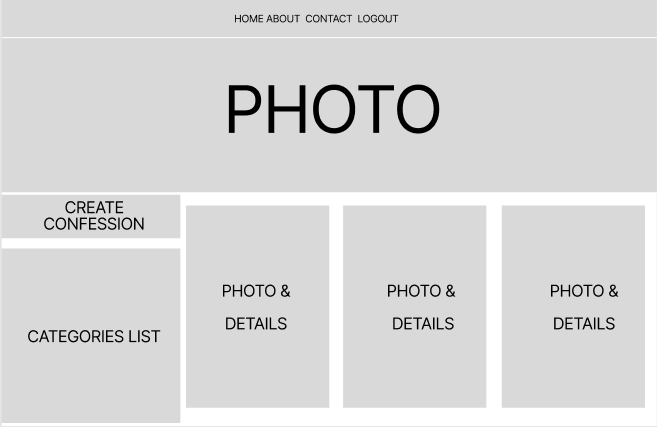 HOME ABOUT CONTACT LOGOUT
PHOTO
CREATE
CONFESSION
CATEGORIES LIST
PHOTO &
DETAILS
PHOTO &
DETAILS
PHOTO &
DETAILS